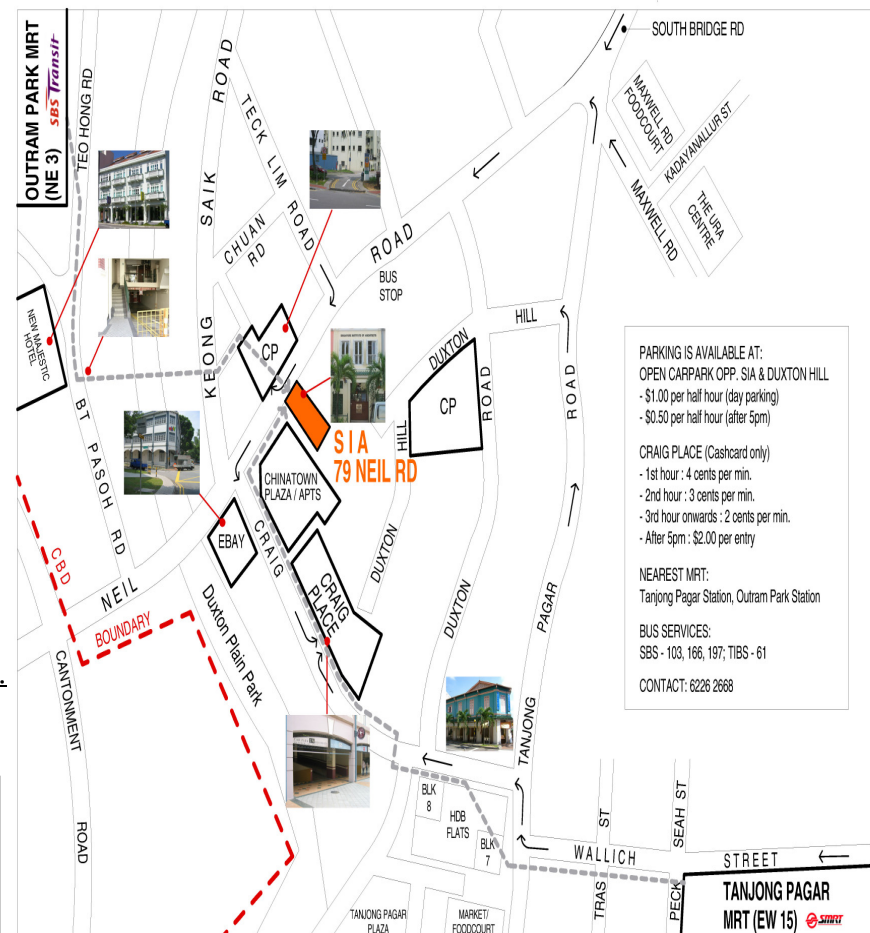 OUTRAM PARK MRT
(NE 3)
SBS Transit
TEO HONG RD
SAIK ROAD
TECK LIM ROAD
CHUAN
RD
ROAD
BUS
STOP
SOUTH BRIDGE RD
MAXWELL RD
FOODCOURT
KADAYANALLUR ST
MAXWELL RD
THE URA
CENTRE
NEW MAJESTIC
HOTEL
KEONG
CP
SIA
79 NEIL RD
DUXTON
HILL
CP
HILL
ROAD
ROAD
PARKING IS AVAILABLE AT:
OPEN CARPARK OPP. SIA & DUXTON HILL
- $1.00 per half hour (day parking)
- $0.50 per half hour (after 5pm)
CRAIG PLACE (Cashcard only)
- 1st hour : 4 cents per min.
- 2nd hour : 3 cents per min.
- 3rd hour onwards : 2 cents per min.
- After 5pm : $2.00 per entry
NEAREST MRT:
Tanjong Pagar Station, Outram Park Station
BUS SERVICES:
SBS - 103, 166, 197; TIBS - 61
CONTACT: 6226 2668
BT PASOH RD
CHINATOWN
PLAZA / APTS
EBAY
CRAIG
CRAIG
PLACE
DUXTON
DUXTON
PAGAR
TANJONG
CBD
BOUNDARY
NEIL
Duxton Plain Park
CANTONMENT
ROAD
BLK
8
HDB
FLATS
BLK
7
WALLICH
STREET
TRAS ST
PECK SEAH ST
TANJONG PAGAR
PLAZA
MARKET/
FOODCOURT
TANJONG PAGAR
MRT (EW 15)
SMRT